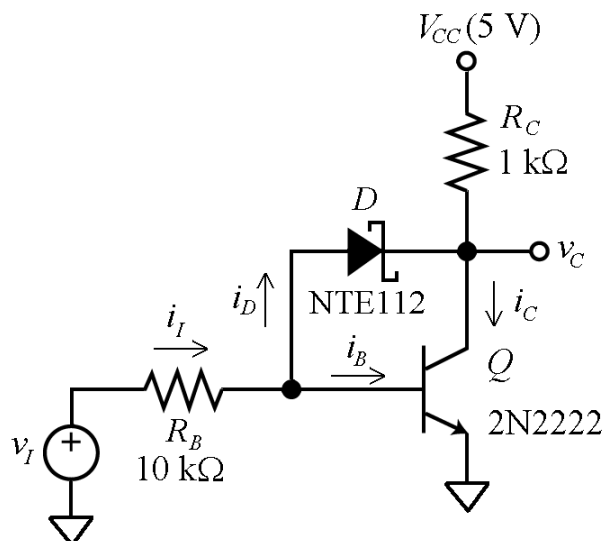 V_CC (5 V)
R_C
1 kΩ
D
v_C
i_D
NTE112
i_C
i_I
i_B
Q
v_I
+
R_B
10 kΩ
2N2222